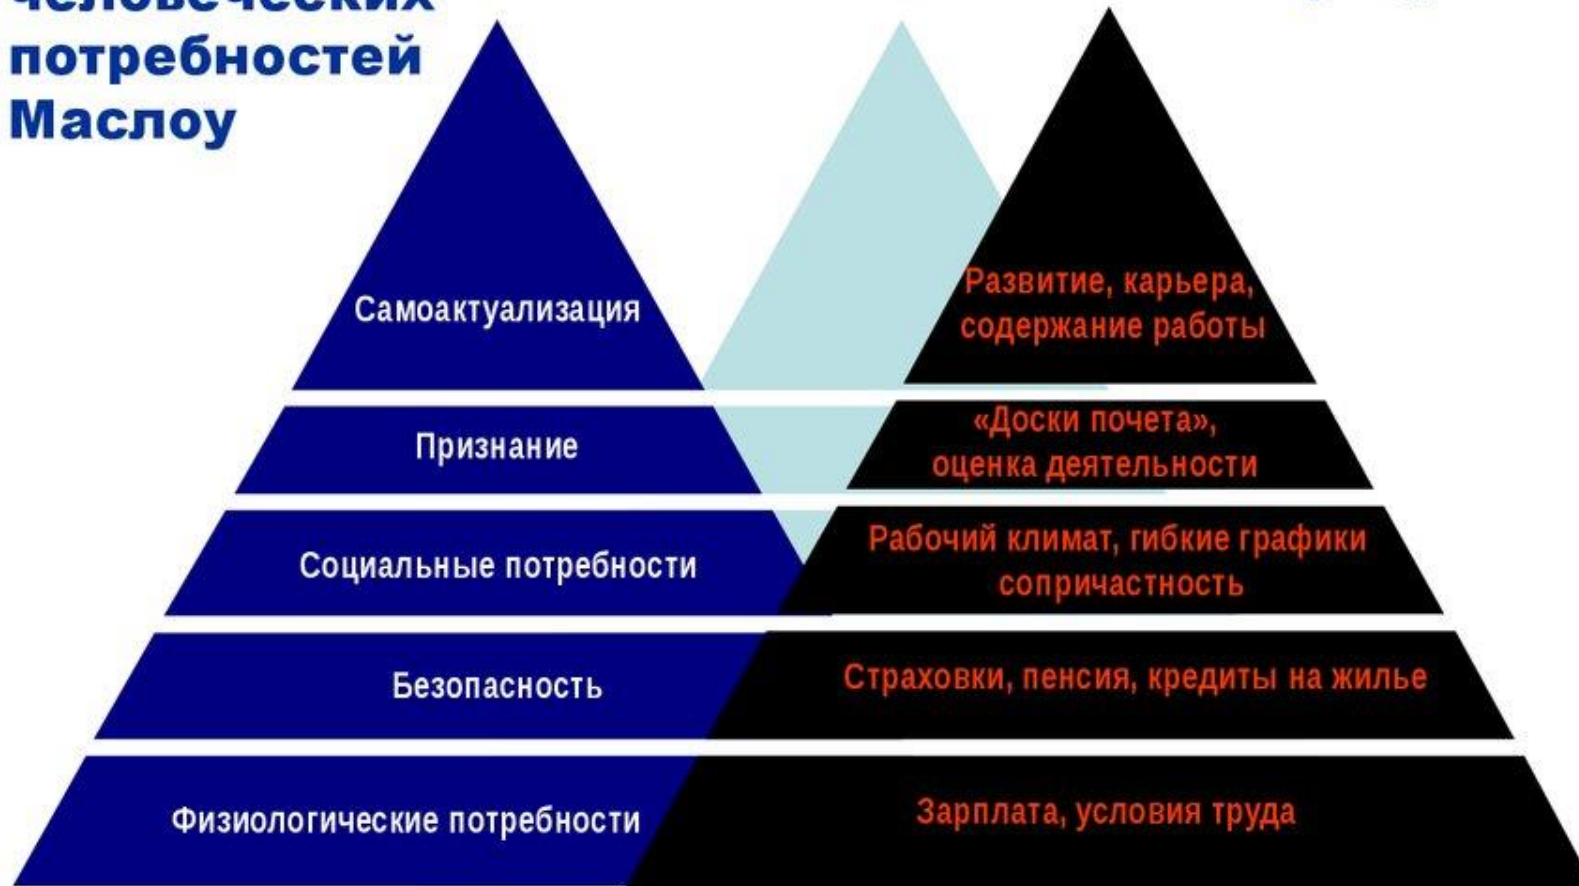 человеческих
потребностей
Маслоу
Самоактуализация
Признание
Социальные потребности
Безопасность
Физиологические потребности
Развитие, карьера,
содержание работы
«Доски почета»,
оценка деятельности
Рабочий климат, гибкие графики
сопричастность
Страховки, пенсия, кредиты на жилье
Зарплата, условия труда